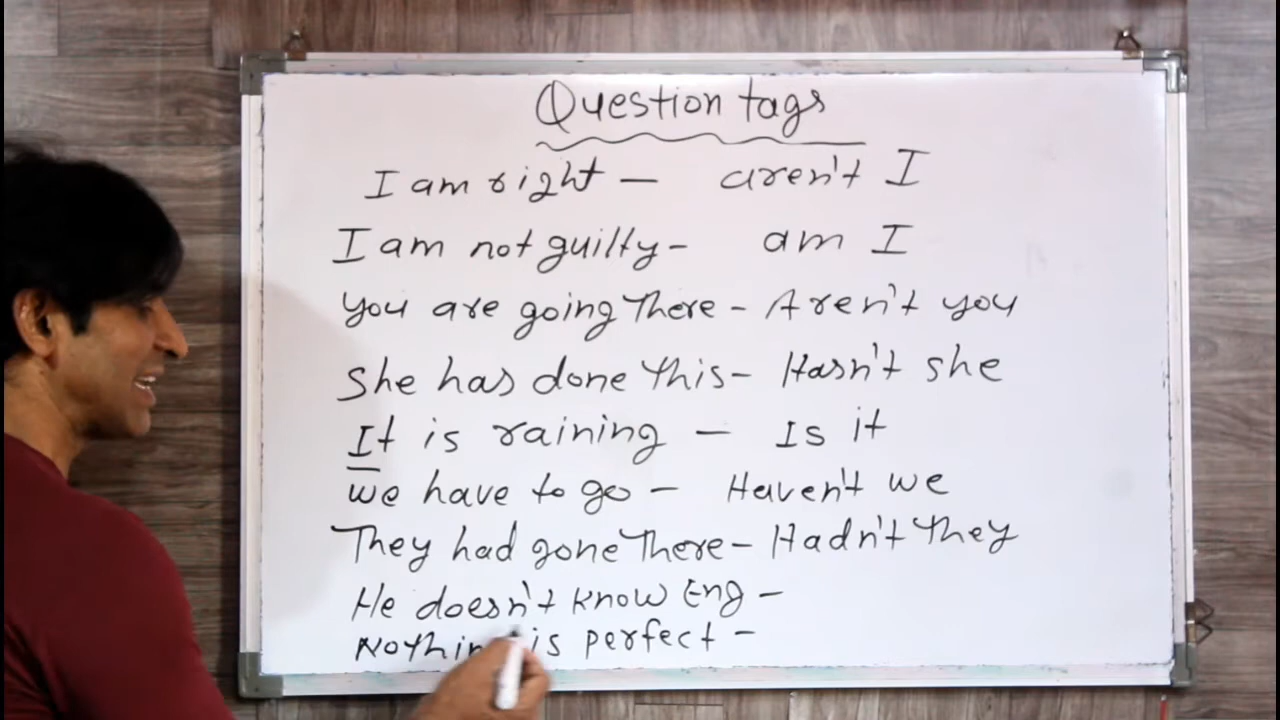 Question tags
I am right - aren't I
I am not guilty - am I
You are going there - Aren't you
She has done this - Hasn't she
It is raining - Is it
We have to go - Haven't we
They had gone there - Hadn't they
He doesn't know Eng -
is perfect -